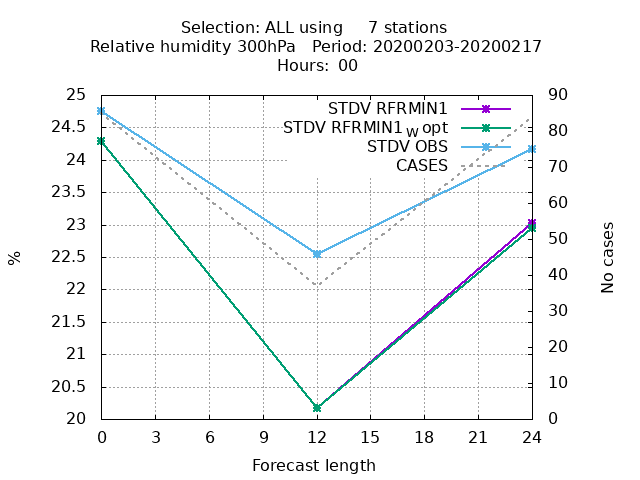 Selection: ALL using 7 stations
Relative humidity 300hPa Period: 20200203-20200217
Hours: 00
25
24.5
24
23.5
23
22.5
22
21.5
21
20.5
20
%
STDV RFRMIN1
STDV RFRMIN1_w opt
STDV OBS
CASES
90
80
70
60
50
40
30
20
10
0
No cases
0 3 6 9 12 15 18 21 24
Forecast length